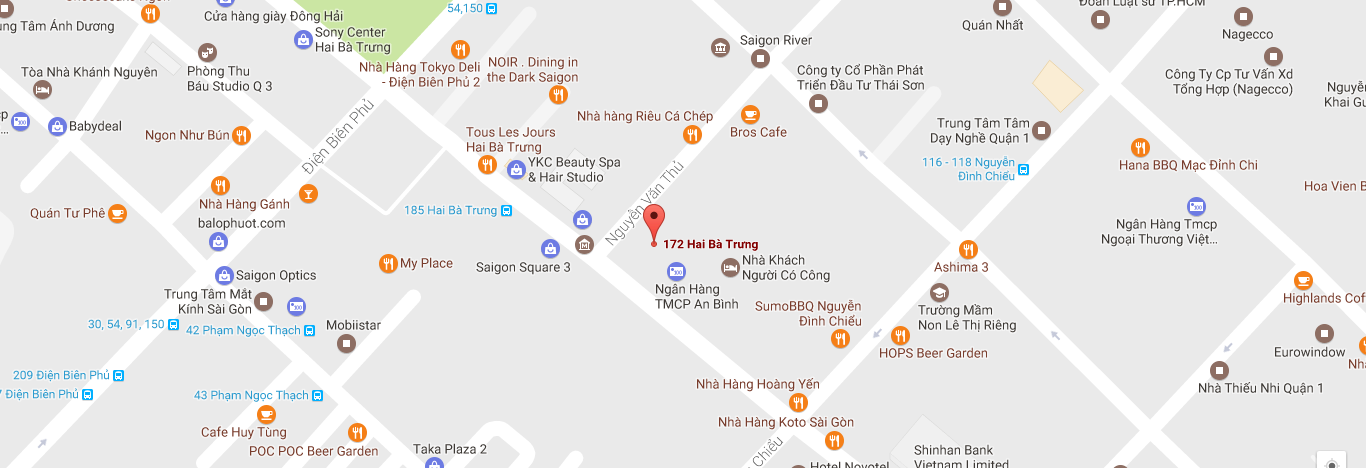 ung Tâm Ánh Dương
Cửa hàng giày Đông Hải
54,150
Sony Center
Hai Bà Trưng
Saigon River
Quán Nhất
Đoàn Luật sư TP.HCM
Nagecco
Tòa Nhà Khánh Nguyên
Phòng Thu
Báu Studio Q 3
Nhà Hàng Tokyo Deli
- Điện Biên Phủ 2
NOIR . Dining in
the Dark Saigon
Công ty Cổ Phần Phát
Triển Đầu Tư Thái Sơn
Công Ty Cp Tư Vấn Xd
Tổng Hợp (Nagecco)
Nguyễ
Khai Gu
Babydeal
Ngon Như Bún
Điện Biên Phủ
Tous Les Jours
Hai Bà Trưng
Nhà hàng Riêu Cá Chép
Bros Cafe
Trung Tâm Tâm
Dạy Nghề Quận 1
116 - 118 Nguyễn
Đình Chiểu
Hana BBQ Mạc Đỉnh Chi
YKC Beauty Spa
& Hair Studio
Hoa Vien B
Quán Tư Phê
Nhà Hàng Gánh
balophuot.com
185 Hai Bà Trưng
Nguyễn Văn Thủ
172 Hai Bà Trưng
Ngân Hàng Tmcp
Ngoại Thương Việt...
Saigon Optics
My Place
Saigon Square 3
Nhà Khách
Người Có Công
Ashima 3
Trung Tâm Mắt
Kính Sài Gòn
Ngân Hàng
TMCP An Bình
SumoBBQ Nguyễn
Đình Chiểu
Trường Mầm
Non Lê Thị Riêng
Highlands Cof
30, 54, 91, 150
42 Phạm Ngọc Thạch
Mobiistar
HOPS Beer Garden
Eurowindow
Nhà
209 Điện Biên Phủ
7 Điện Biên Phủ
43 Phạm Ngọc Thạch
Nhà Hàng Hoàng Yến
Nhà Thiếu Nhi Quận 1
Cafe Huy Tùng
POC POC Beer Garden
Taka Plaza 2
Nhà Hàng Koto Sài Gòn
Chiểu
Hotel Novotel
Shinhan Bank
Vietnam Limited